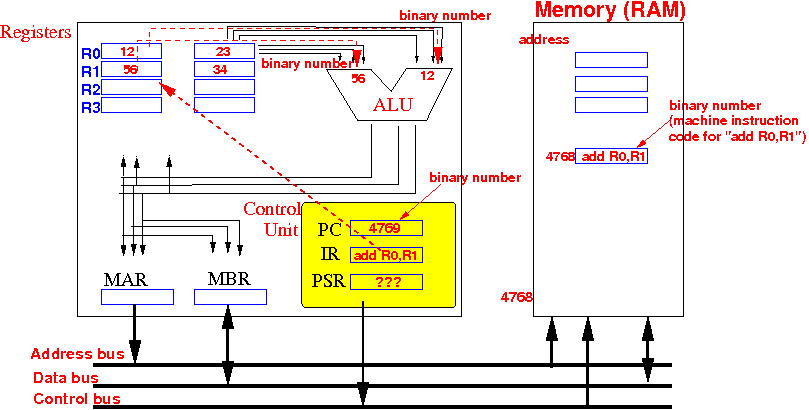 Memory (RAM)
binary number
Registers
address
R0 12 23
binary number
R1 56 34
56 12
R2
ALU
R3
binary number
(machine instruction
code for "add R0,R1")
4768 add R0,R1
binary number
Control
Unit
PC 4769
IR add R0,R1
PSR ???
MAR MBR
4768
Address bus
Data bus
Control bus